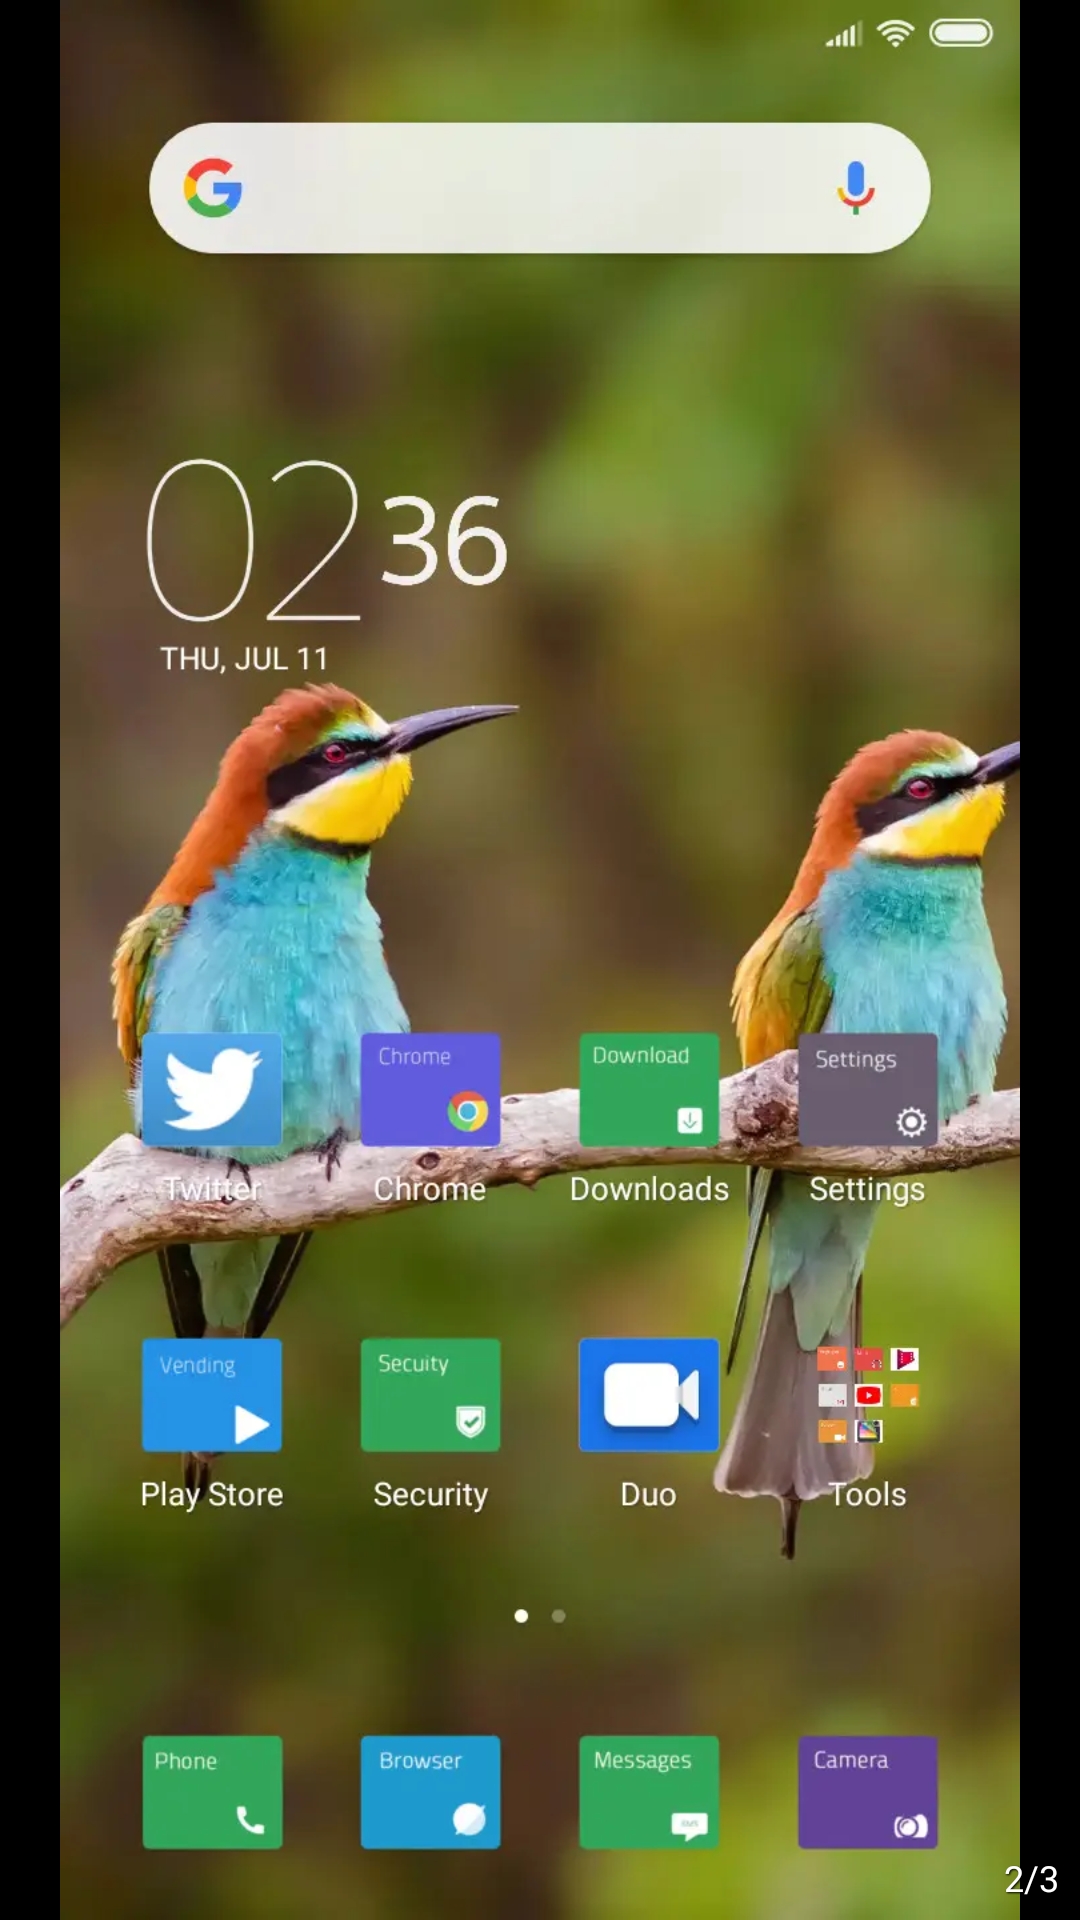 02 36
THU, JUL 11
Chrome
Download
Settings
Twitter
Chrome
Downloads
Settings
Vending
Secuity
Play Store
Security
Duo
Tools
Phone
Browser
Messages
Camera
2/3